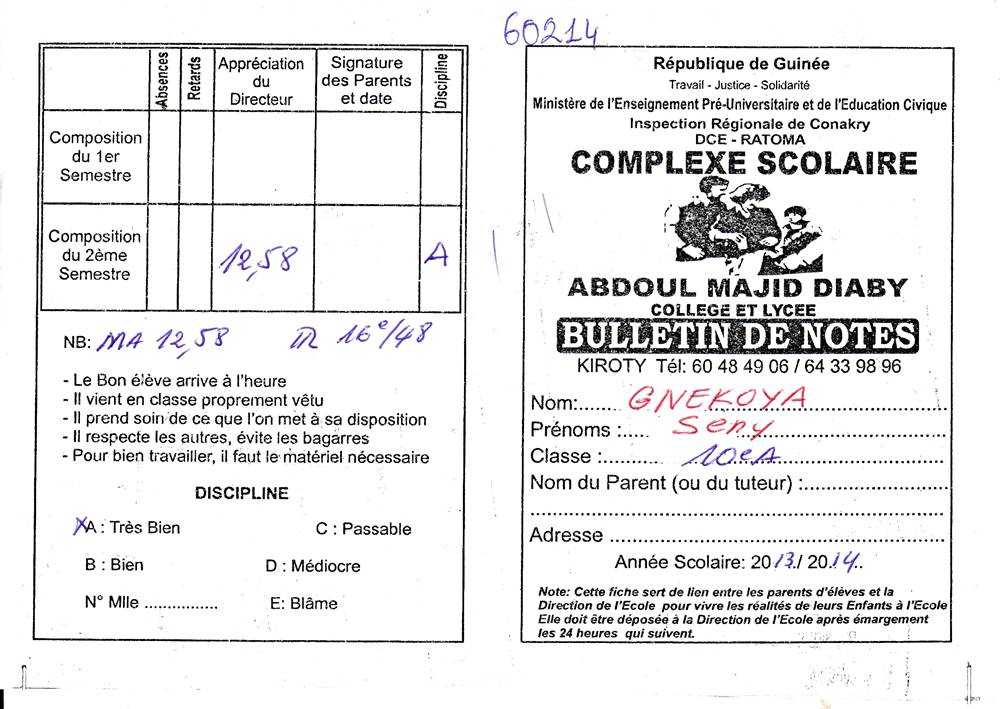 60214
Absences
Retards
Appréciation du Directeur
Signature des Parents et date
Discipline
Composition du 1er Semestre
Composition du 2ème Semestre
12,58
A
NB: MA 12,58 R 16e/48
- Le Bon élève arrive à l'heure
- Il vient en classe proprement vêtu
- Il prend soin de ce que l'on met à sa disposition
- Il respecte les autres, évite les bagarres
- Pour bien travailler, il faut le matériel nécessaire
DISCIPLINE
XA : Très Bien C : Passable
B : Bien D : Médiocre
N° Mlle ................ E: Blâme
République de Guinée
Travail - Justice - Solidarité
Ministère de l'Enseignement Pré-Universitaire et de l'Education Civique
Inspection Régionale de Conakry
DCE - RATOMA
COMPLEXE SCOLAIRE
ABDOUL MAJID DIABY
COLLEGE ET LYCEE
BULLETIN DE NOTES
KIROTY Tél: 60 48 49 06 / 64 33 98 96
Nom:...... GNEKOYA
Prénoms :..... Seny
Classe :........ 10eA
Nom du Parent (ou du tuteur) :........................
Adresse ........................................................
Année Scolaire: 2013/ 2014..
Note: Cette fiche sert de lien entre les parents d'élèves et la
Direction de l'Ecole pour vivre les réalités de leurs Enfants à l'Ecole
Elle doit être déposée à la Direction de l'Ecole après émargement
les 24 heures qui suivent.